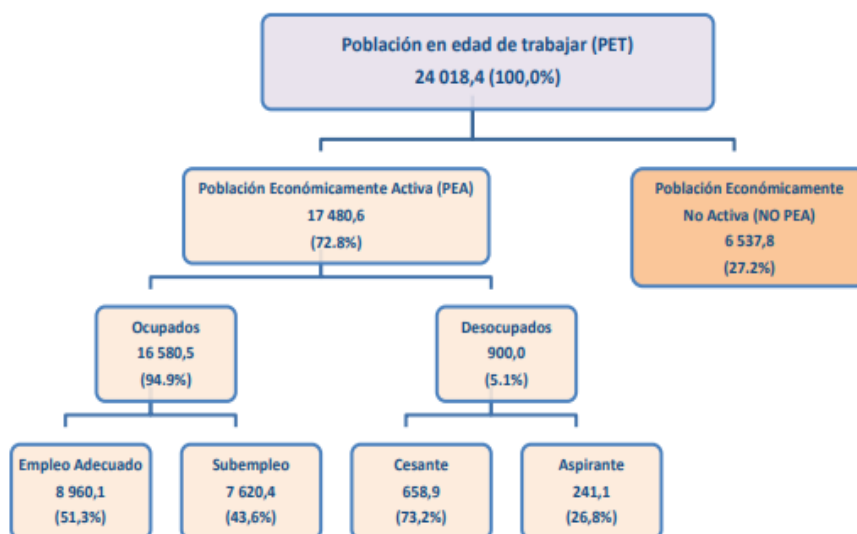 Población en edad de trabajar (PET)
24 018,4 (100,0%)
Población Económicamente Activa (PEA)
17 480,6
(72.8%)
Población Económicamente
No Activa (NO PEA)
6 537,8
(27.2%)
Ocupados
16 580,5
(94.9%)
Desocupados
900,0
(5.1%)
Empleo Adecuado
8 960,1
(51,3%)
Subempleo
7 620,4
(43,6%)
Cesante
658,9
(73,2%)
Aspirante
241,1
(26,8%)